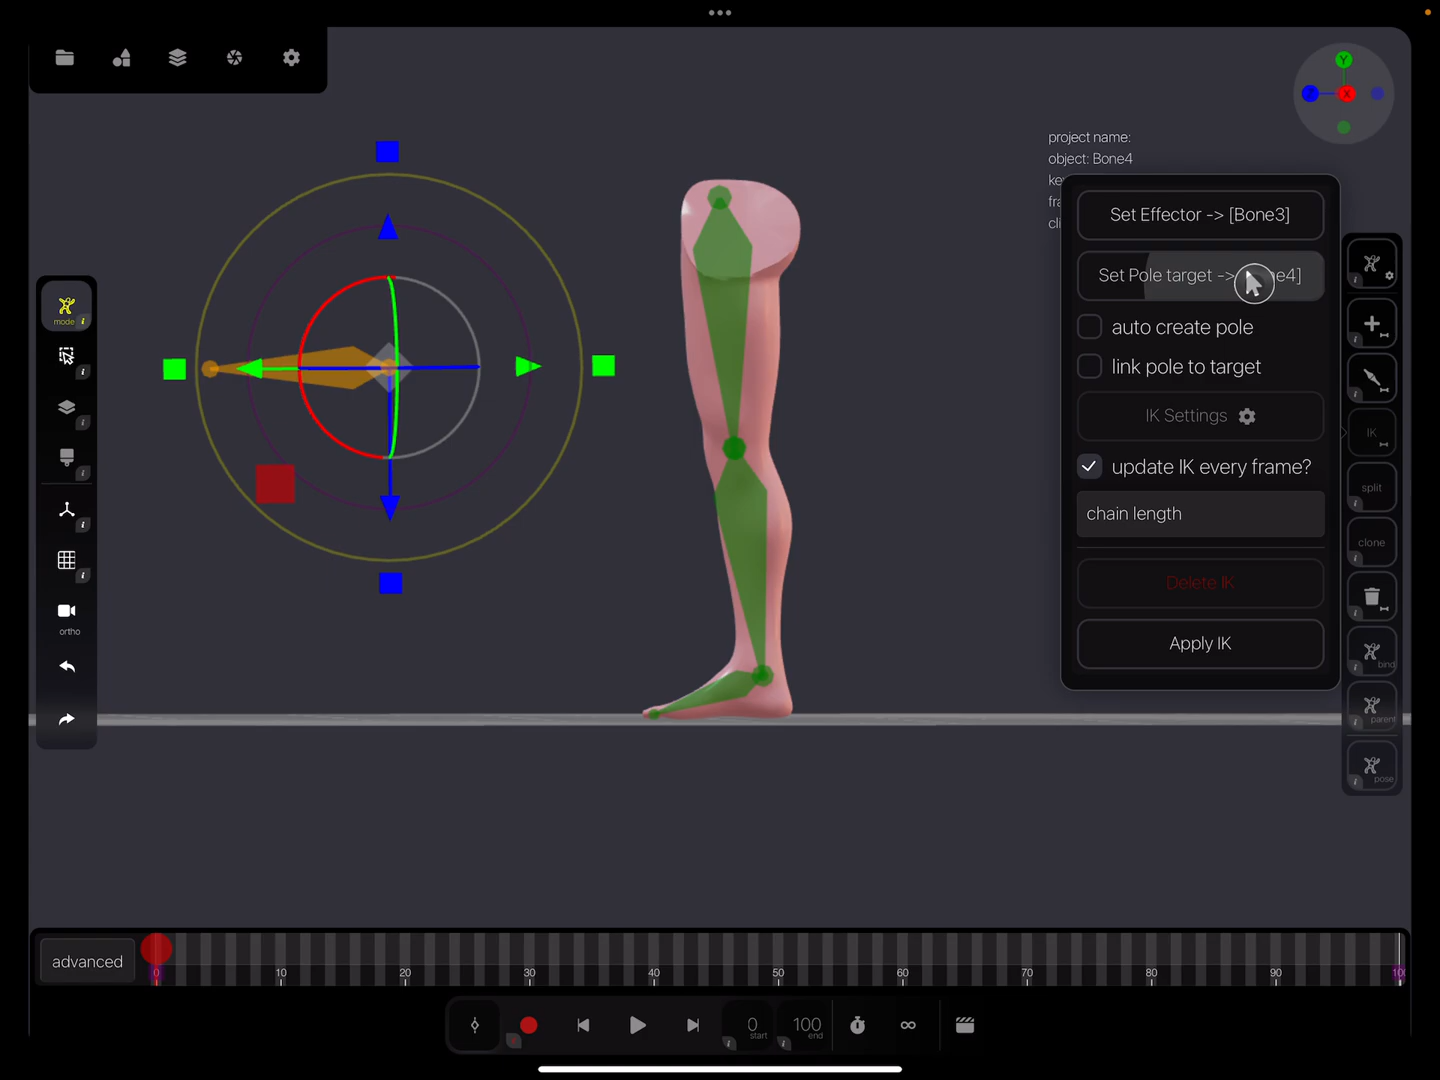 Y
X
project name:
object: Bone4
Set Effector -> [Bone3]
Set Pole target ->
auto create pole
link pole to target
IK Settings
update IK every frame?
chain length
Delete IK
Apply IK
mode
ortho
IK
split
clone
bind
parent
pose
advanced
0
10
20
30
40
50
60
70
80
90
0
start
100
end